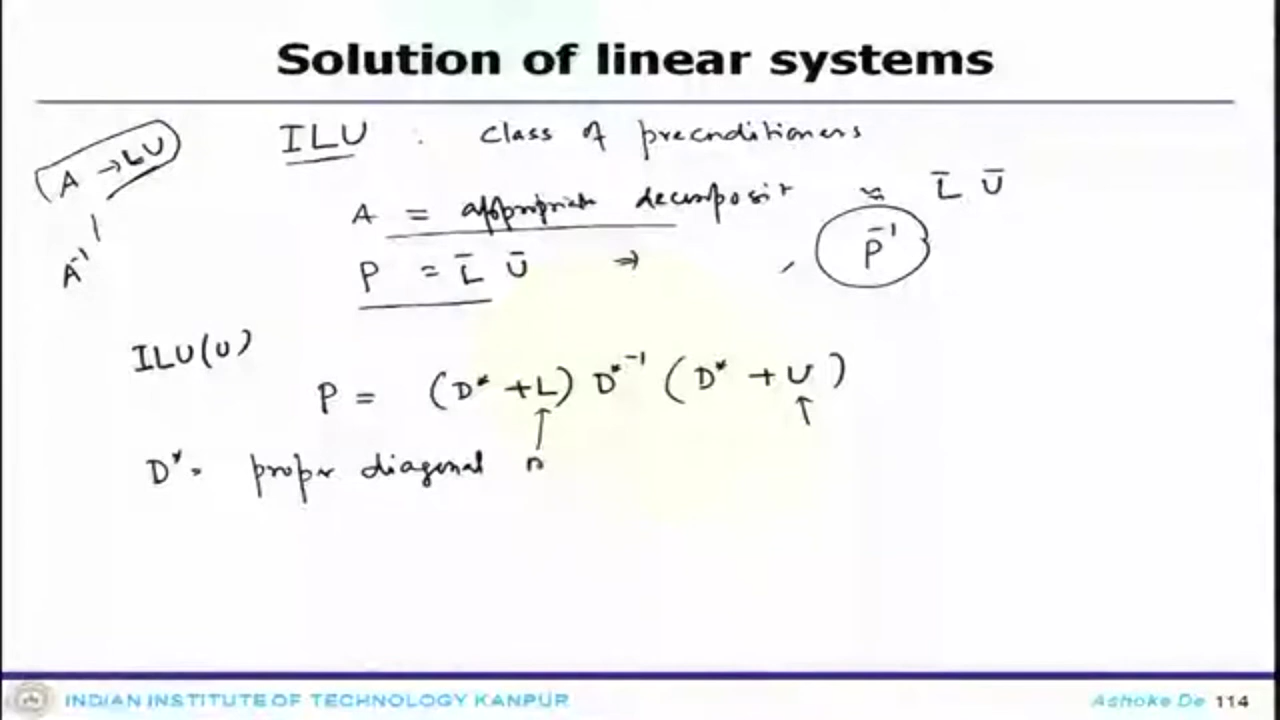 Solution of linear systems
A → LU
A⁻¹
ILU : class of preconditioners
A = appropriate decomposit ≈ L̄ Ū
P = L̄ Ū ⇒ , P⁻¹
ILU(0)
P = (D* + L) D*⁻¹ (D* + U)
D* = proper diagonal
INDIAN INSTITUTE OF TECHNOLOGY KANPUR
Ashoke De 114